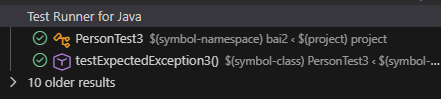 Test Runner for Java
PersonTest3 $(symbol-namespace) bai2 ‹ $(project) project
testExpectedException3() $(symbol-class) PersonTest3 ‹ $(symbol-...
10 older results